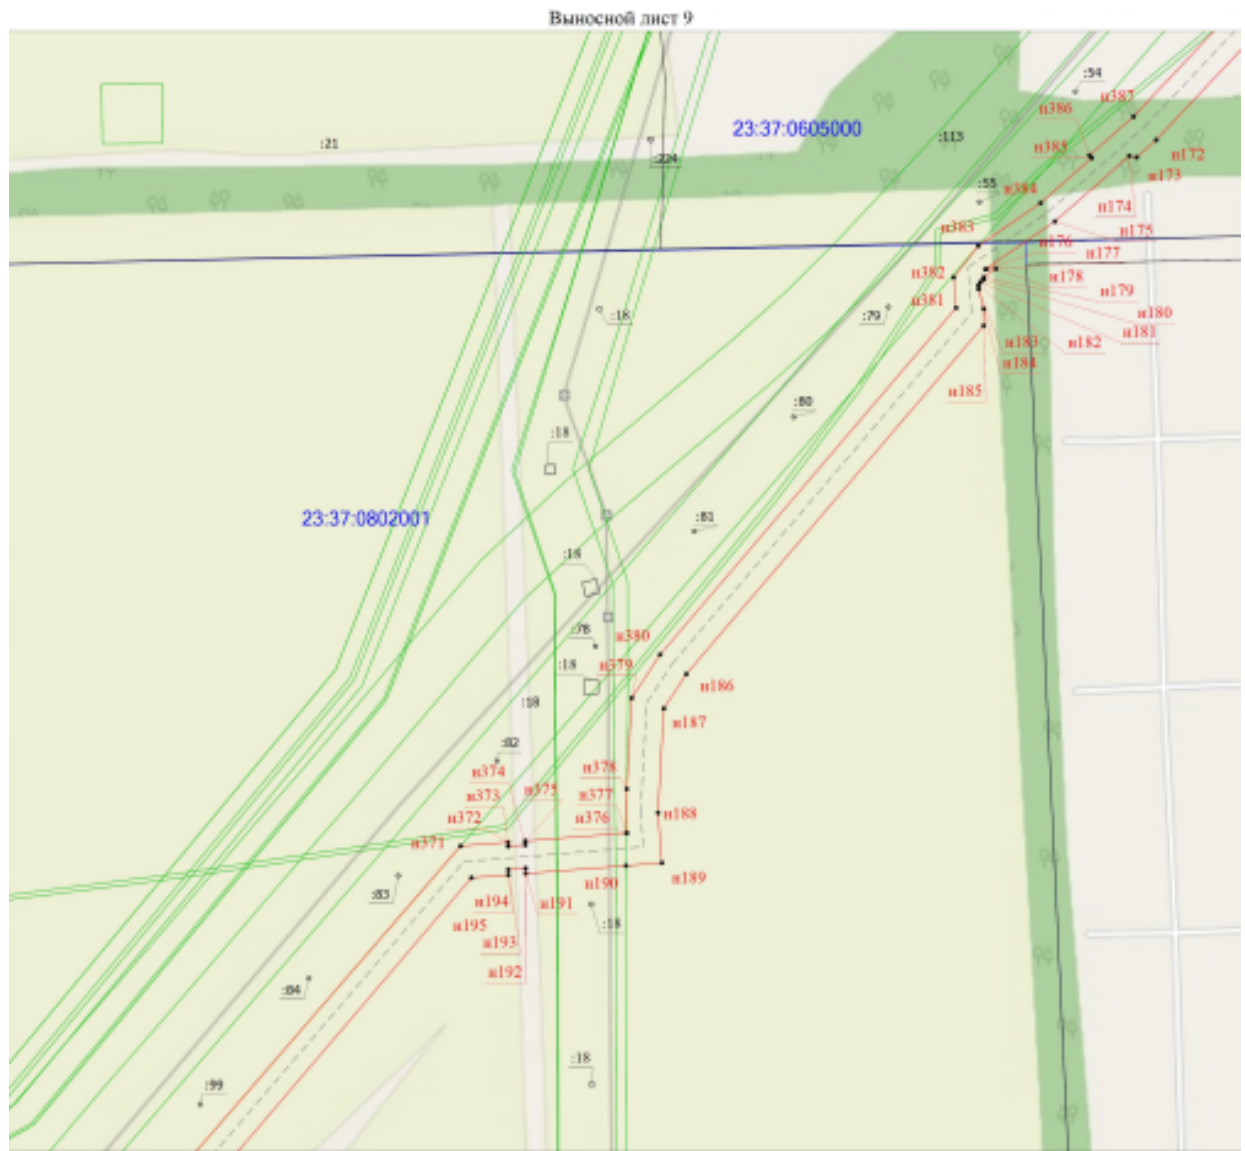 Выносной лист 9
:54
н387
н386
23:37:0605000
:113
:21
:224
н385
н172
н173
:55
н384
н174
н383
н175
н176
н177
н382
н178
н179
н381
:18
:79
н180
н181
н183
н182
н184
н185
:80
:18
23:37:0802001
:81
:18
:78
н380
:18
н379
н186
:18
н187
:82
н374
н378
н375
н373
н377
н372
н376
н188
н371
н190
н189
:83
н194
н191
н195
:18
н193
н192
:84
:18
:99